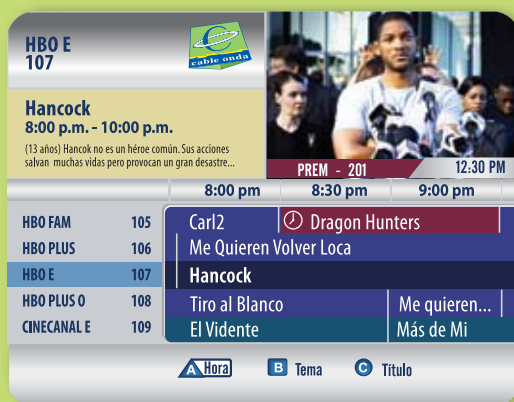 HBO E
107
cable onda
Hancock
8:00 p.m. - 10:00 p.m.
(13 años) Hancok no es un héroe común. Sus acciones
salvan muchas vidas pero provocan un gran desastre...
PREM - 201
12:30 PM
8:00 pm 8:30 pm 9:00 pm
HBO FAM 105 Carl2 Dragon Hunters
HBO PLUS 106 Me Quieren Volver Loca
HBO E 107 Hancock
HBO PLUS O 108 Tiro al Blanco Me quieren...
CINECANAL E 109 El Vidente Más de Mi
A Hora B Tema C Título